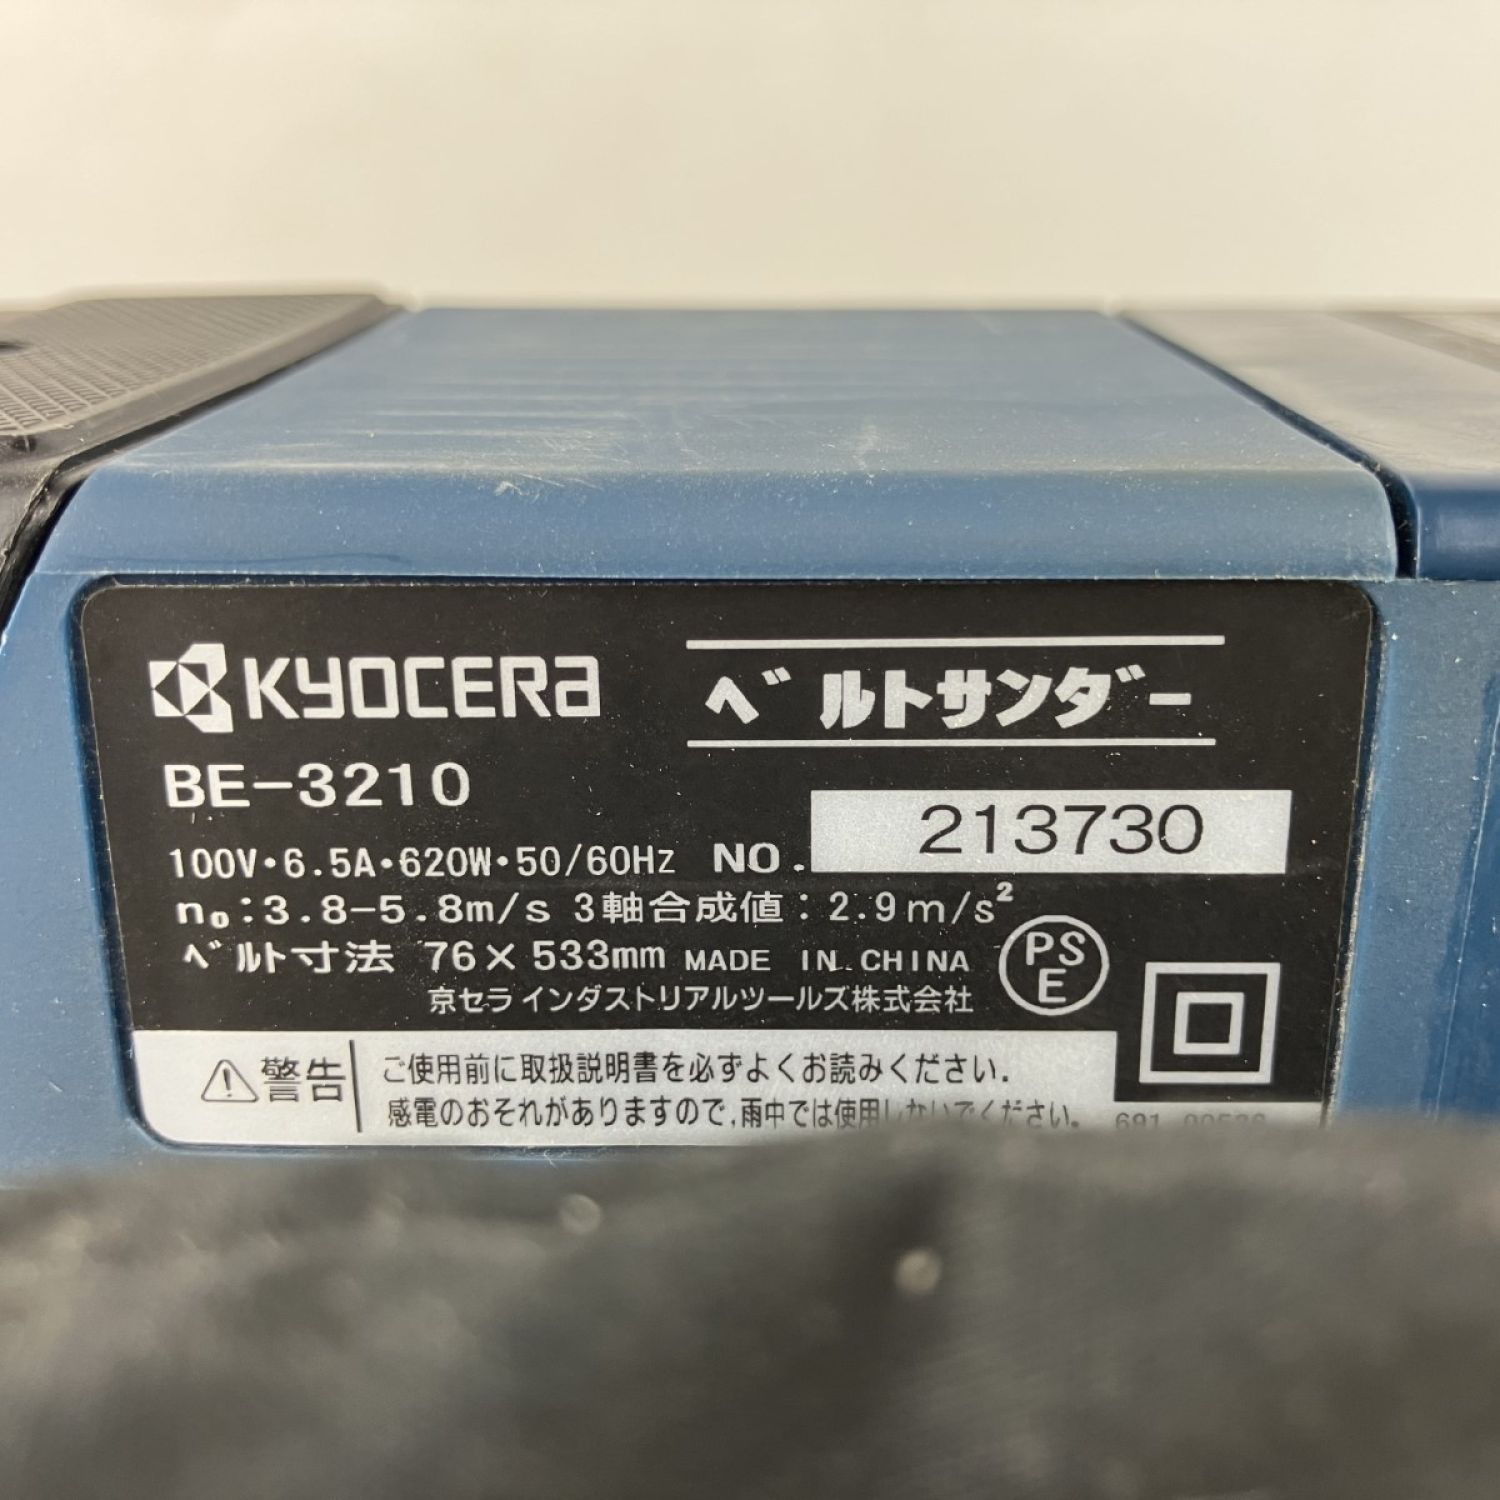 KYOCERA
ベルトサンダー
BE-3210
100V・6.5A・620W・50/60Hz NO. 213730
n₀:3.8-5.8m/s 3軸合成値:2.9m/s²
ベルト寸法 76×533mm MADE IN CHINA
PS
E
京セラインダストリアルツールズ株式会社
警告
ご使用前に取扱説明書を必ずよくお読みください.
感電のおそれがありますので,雨中では使用しないでください。